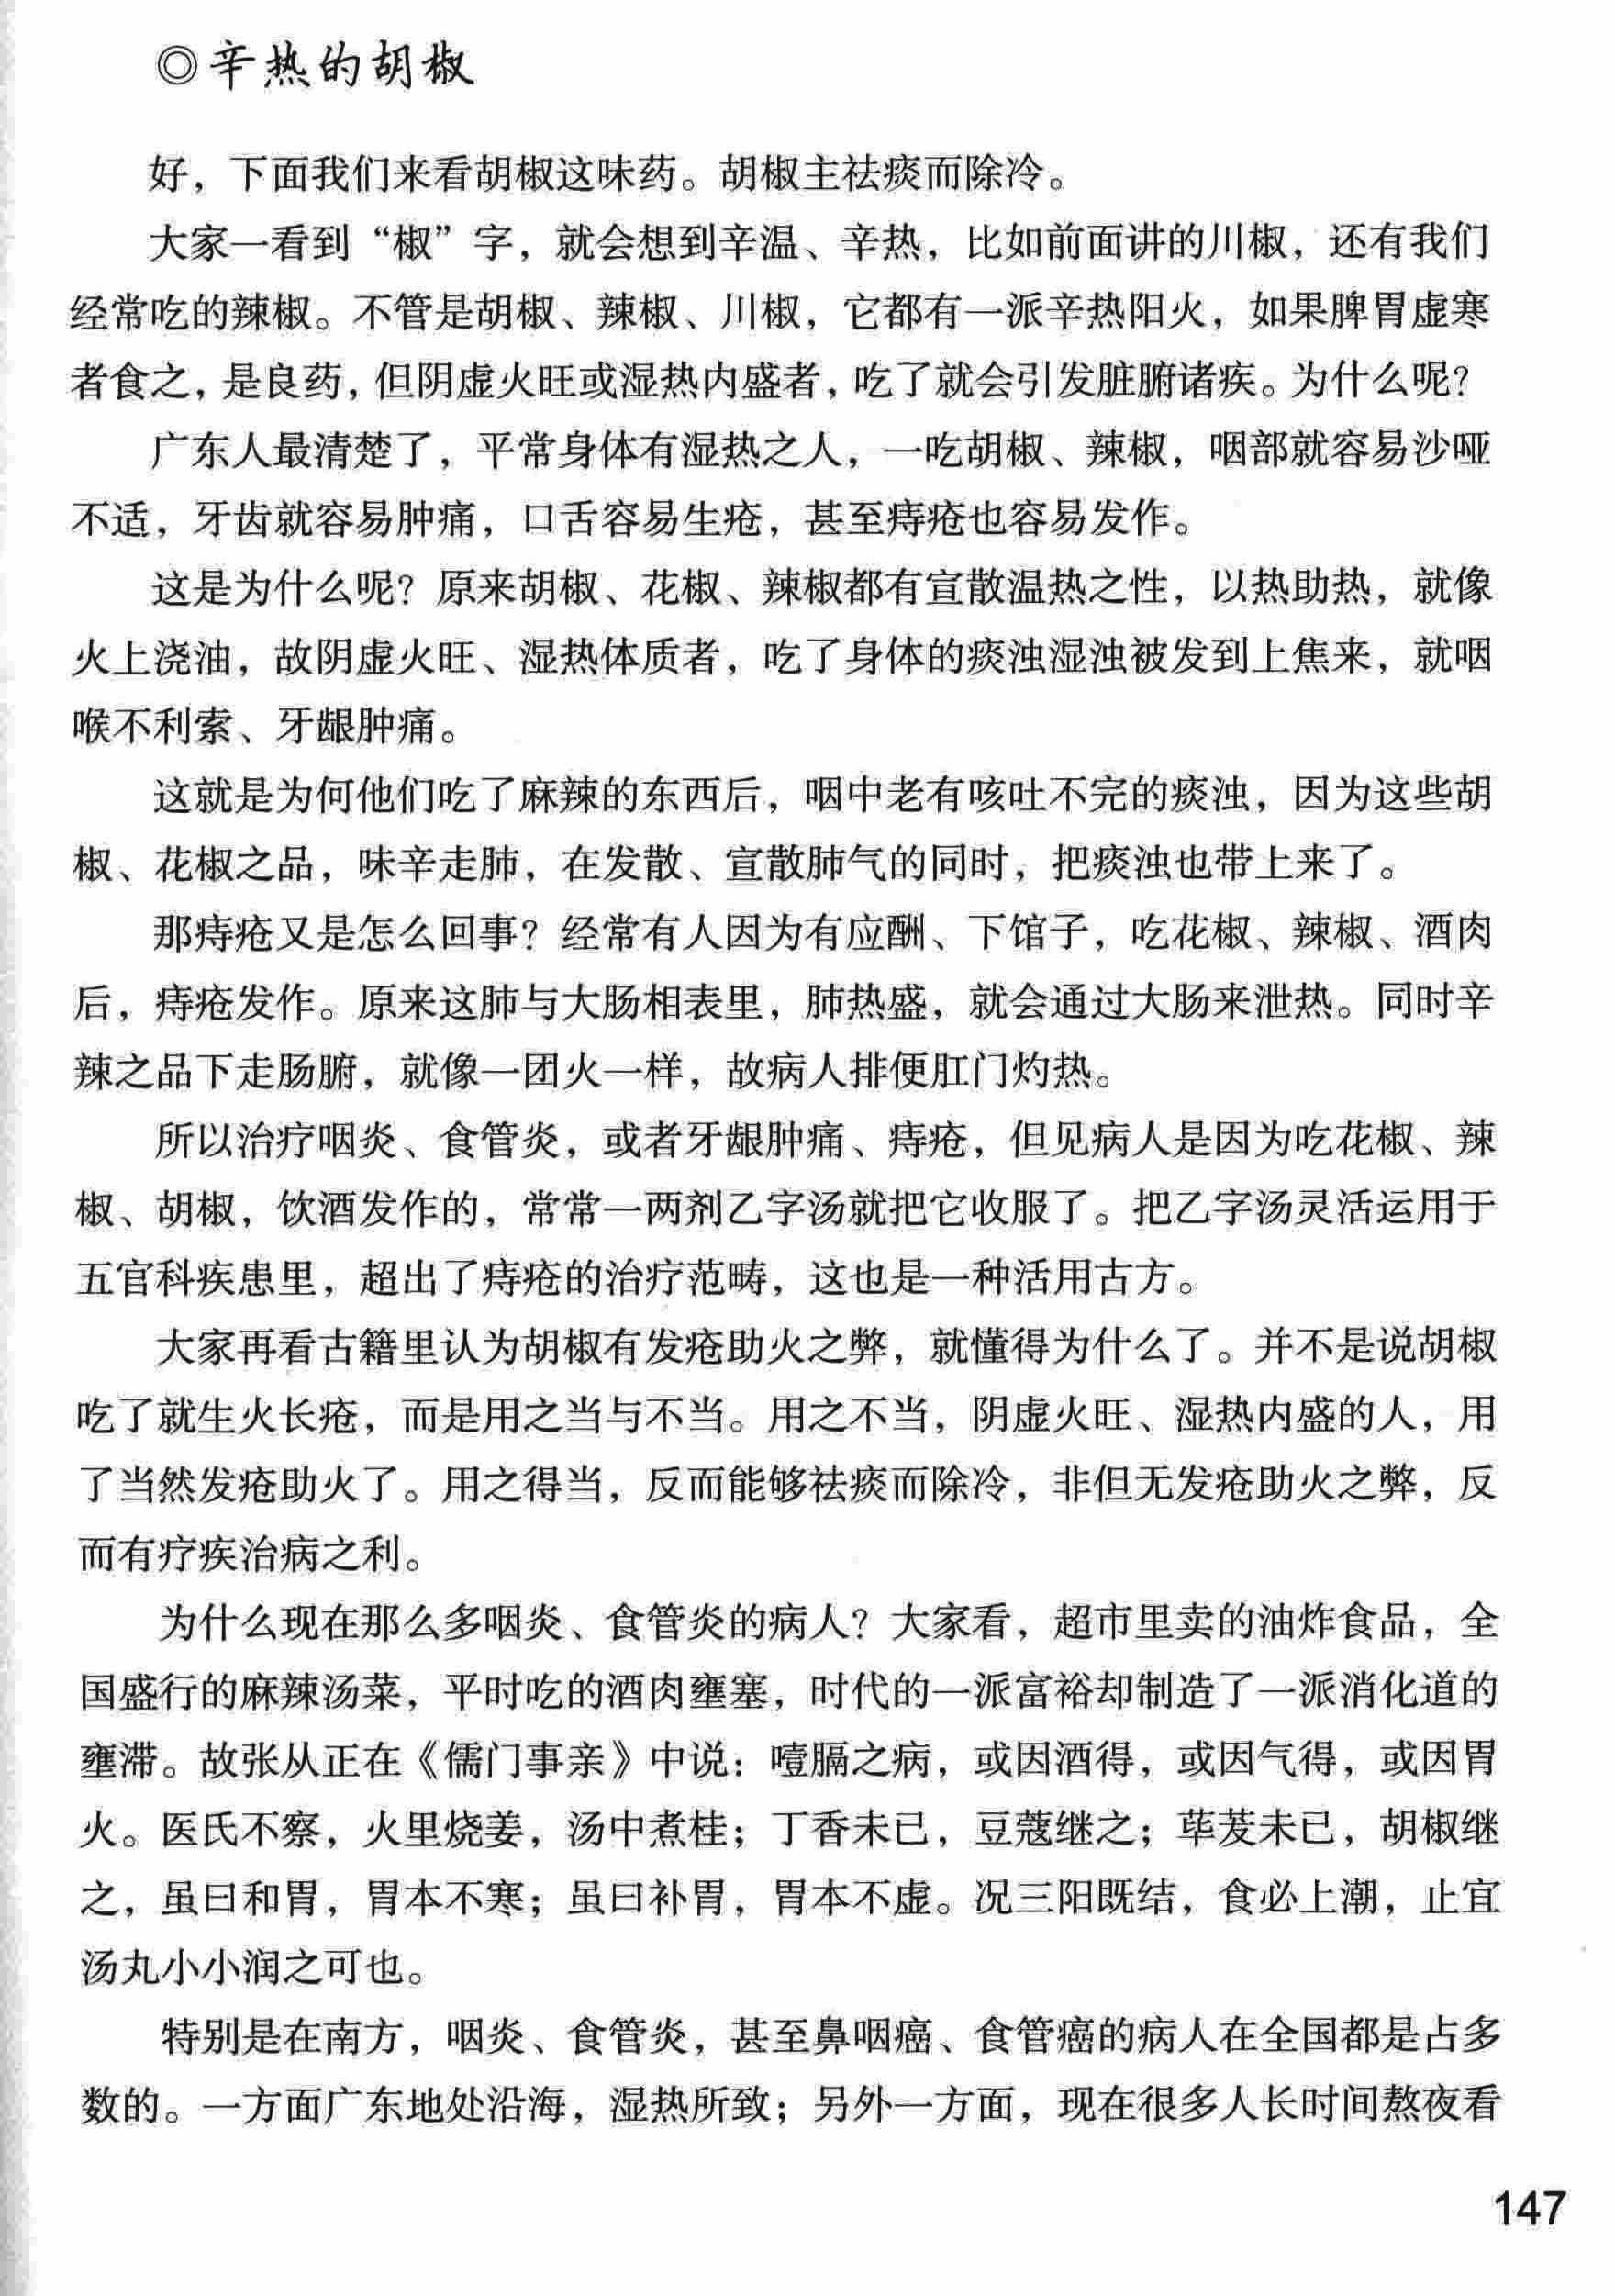 ◎辛热的胡椒
好，下面我们来看胡椒这味药。胡椒主祛痰而除冷。
大家一看到“椒”字，就会想到辛温、辛热，比如前面讲的川椒，还有我们
经常吃的辣椒。不管是胡椒、辣椒、川椒，它都有一派辛热阳火，如果脾胃虚寒
者食之，是良药，但阴虚火旺或湿热内盛者，吃了就会引发脏腑诸疾。为什么呢？
广东人最清楚了，平常身体有湿热之人，一吃胡椒、辣椒，咽部就容易沙哑
不适，牙齿就容易肿痛，口舌容易生疮，甚至痔疮也容易发作。
这是为什么呢？原来胡椒、花椒、辣椒都有宣散温热之性，以热助热，就像
火上浇油，故阴虚火旺、湿热体质者，吃了身体的痰浊湿浊被发到上焦来，就咽
喉不利索、牙龈肿痛。
这就是为何他们吃了麻辣的东西后，咽中老有咳吐不完的痰浊，因为这些胡
椒、花椒之品，味辛走肺，在发散、宣散肺气的同时，把痰浊也带上来了。
那痔疮又是怎么回事？经常有人因为有应酬、下馆子，吃花椒、辣椒、酒肉
后，痔疮发作。原来这肺与大肠相表里，肺热盛，就会通过大肠来泄热。同时辛
辣之品下走肠腑，就像一团火一样，故病人排便肛门灼热。
所以治疗咽炎、食管炎，或者牙龈肿痛、痔疮，但见病人是因为吃花椒、辣
椒、胡椒，饮酒发作的，常常一两剂乙字汤就把它收服了。把乙字汤灵活运用于
五官科疾患里，超出了痔疮的治疗范畴，这也是一种活用古方。
大家再看古籍里认为胡椒有发疮助火之弊，就懂得为什么了。并不是说胡椒
吃了就生火长疮，而是用之当与不当。用之不当，阴虚火旺、湿热内盛的人，用
了当然发疮助火了。用之得当，反而能够祛痰而除冷，非但无发疮助火之弊，反
而有疗疾治病之利。
为什么现在那么多咽炎、食管炎的病人？大家看，超市里卖的油炸食品，全
国盛行的麻辣汤菜，平时吃的酒肉壅塞，时代的一派富裕却制造了一派消化道的
壅滞。故张从正在《儒门事亲》中说：噎膈之病，或因酒得，或因气得，或因胃
火。医氏不察，火里烧姜，汤中煮桂；丁香未已，豆蔻继之；荜茇未已，胡椒继
之，虽曰和胃，胃本不寒；虽曰补胃，胃本不虚。况三阳既结，食必上潮，止宜
汤丸小小润之可也。
特别是在南方，咽炎、食管炎，甚至鼻咽癌、食管癌的病人在全国都是占多
数的。一方面广东地处沿海，湿热所致；另外一方面，现在很多人长时间熬夜看
147